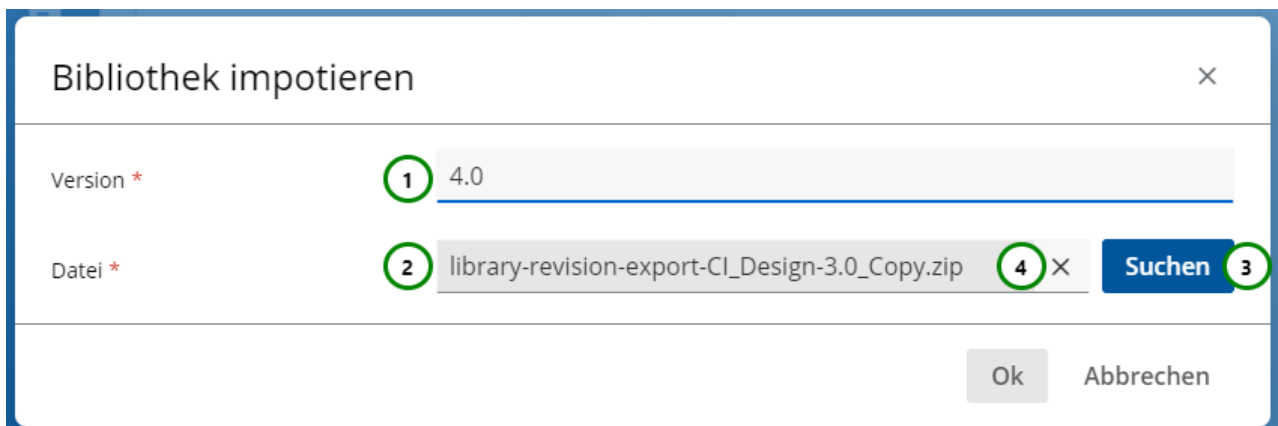 Bibliothek impotieren
Version * 1 4.0
Datei * 2 library-revision-export-CI_Design-3.0_Copy.zip 4 × Suchen 3
Ok Abbrechen